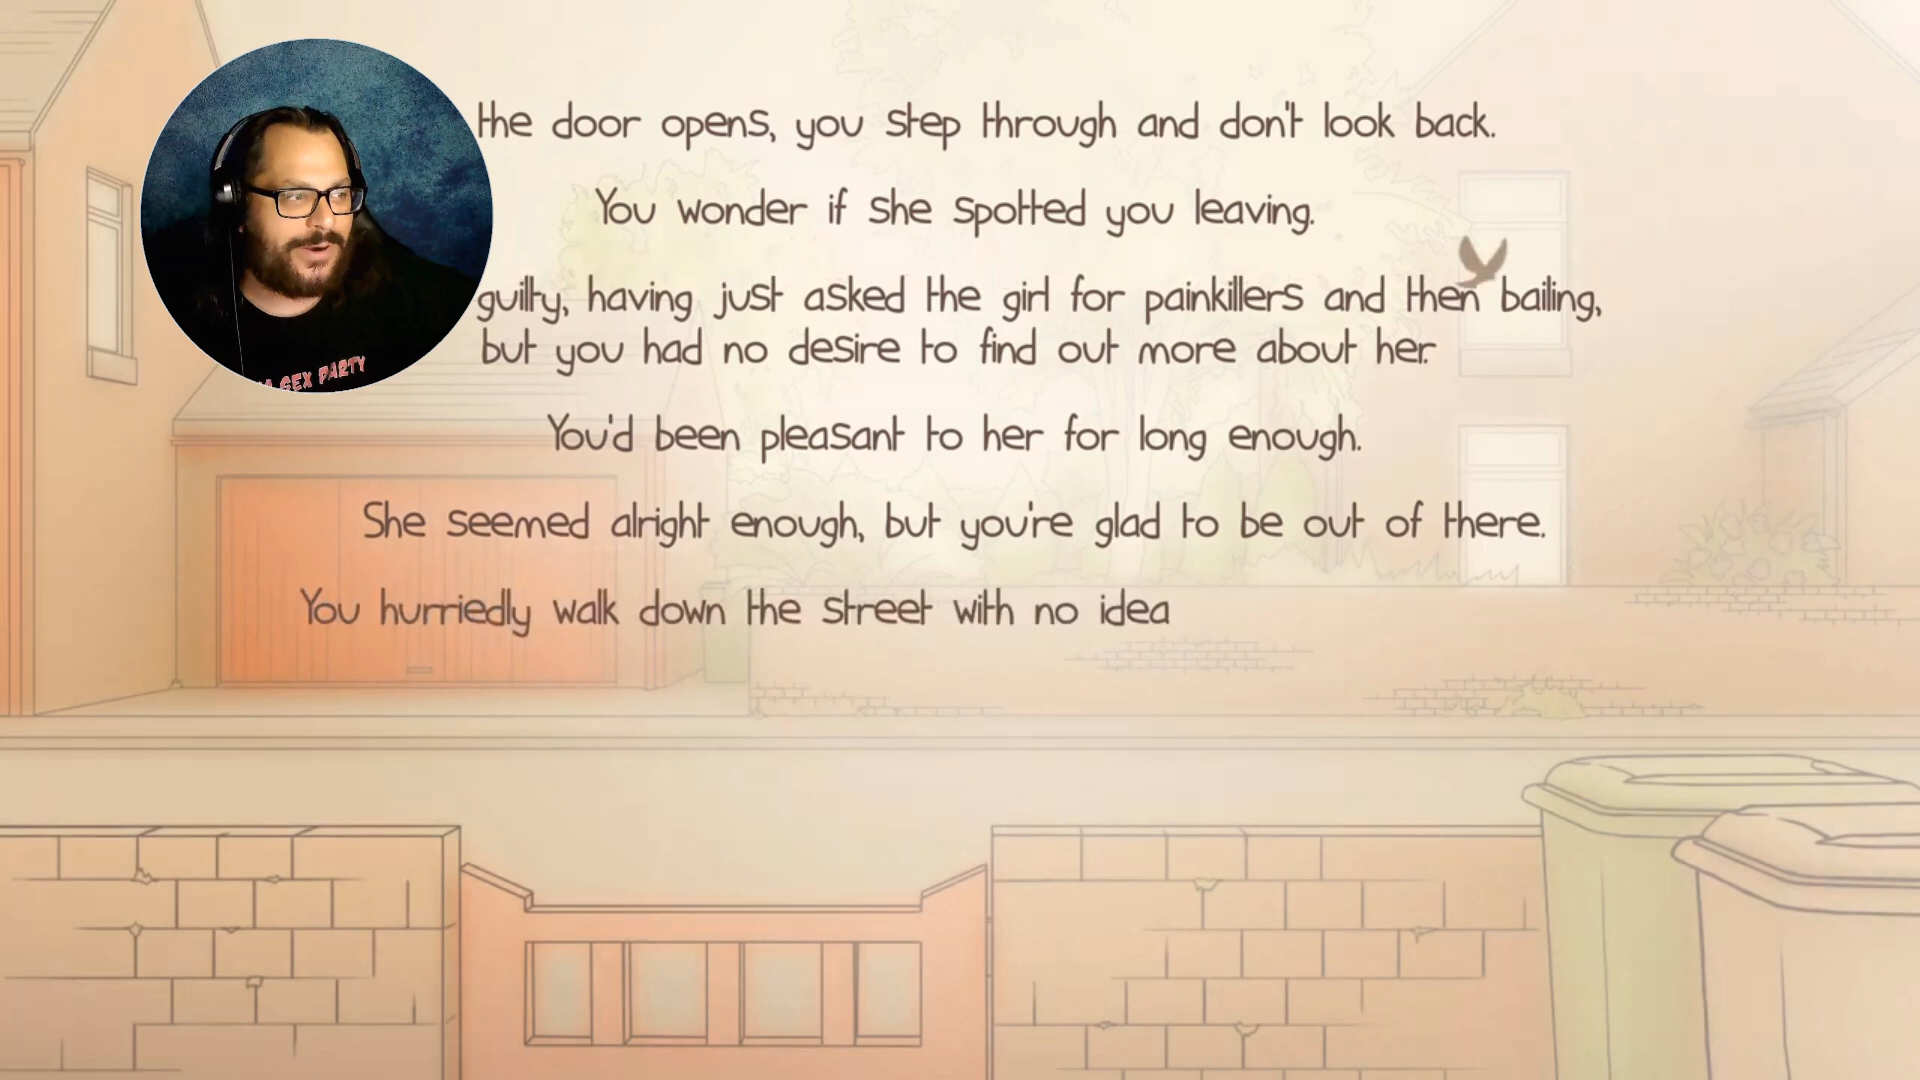 the door opens, you step through and don't look back.
You wonder if she spotted you leaving.
guilty, having just asked the girl for painkillers and then bailing,
but you had no desire to find out more about her.
You'd been pleasant to her for long enough.
She seemed alright enough, but you're glad to be out of there.
You hurriedly walk down the street with no idea
SEX PARTY